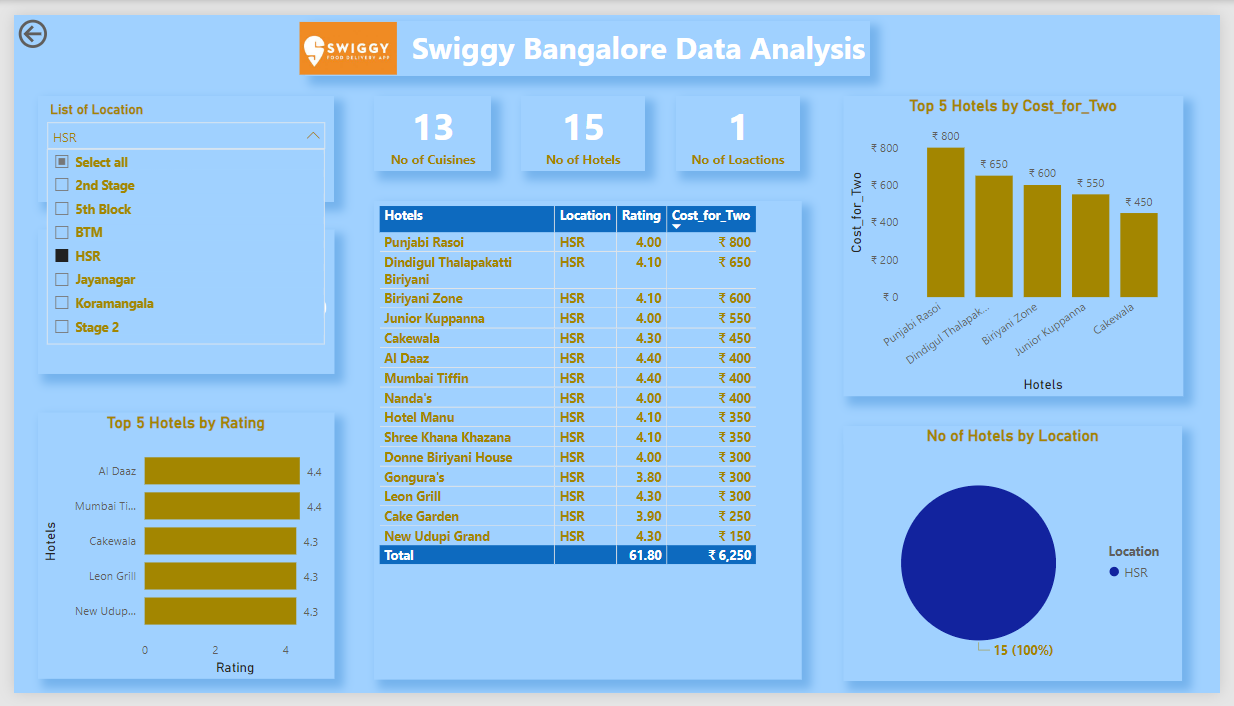 SWIGGY
FOOD DELIVERY APP
Swiggy Bangalore Data Analysis
List of Location
HSR
Select all
2nd Stage
5th Block
BTM
HSR
Jayanagar
Koramangala
Stage 2
13
No of Cuisines
15
No of Hotels
1
No of Loactions
Top 5 Hotels by Cost_for_Two
₹ 800
₹ 650
₹ 600
₹ 550
₹ 450
₹ 800
₹ 600
₹ 400
₹ 200
₹ 0
Cost_for_Two
Punjabi Rasoi
Dindigul Thalapak...
Biriyani Zone
Junior Kuppanna
Cakewala
Hotels
Hotels Location Rating Cost_for_Two
Punjabi Rasoi HSR 4.00 ₹ 800
Dindigul Thalapakatti HSR 4.10 ₹ 650
Biriyani
Biriyani Zone HSR 4.10 ₹ 600
Junior Kuppanna HSR 4.00 ₹ 550
Cakewala HSR 4.30 ₹ 450
Al Daaz HSR 4.40 ₹ 400
Mumbai Tiffin HSR 4.40 ₹ 400
Nanda's HSR 4.00 ₹ 400
Hotel Manu HSR 4.10 ₹ 350
Shree Khana Khazana HSR 4.10 ₹ 350
Donne Biriyani House HSR 4.00 ₹ 300
Gongura's HSR 3.80 ₹ 300
Leon Grill HSR 4.30 ₹ 300
Cake Garden HSR 3.90 ₹ 250
New Udupi Grand HSR 4.30 ₹ 150
Total 61.80 ₹ 6,250
Top 5 Hotels by Rating
Hotels
Al Daaz 4.4
Mumbai Ti... 4.4
Cakewala 4.3
Leon Grill 4.3
New Udup... 4.3
0 2 4
Rating
No of Hotels by Location
Location
HSR
15 (100%)